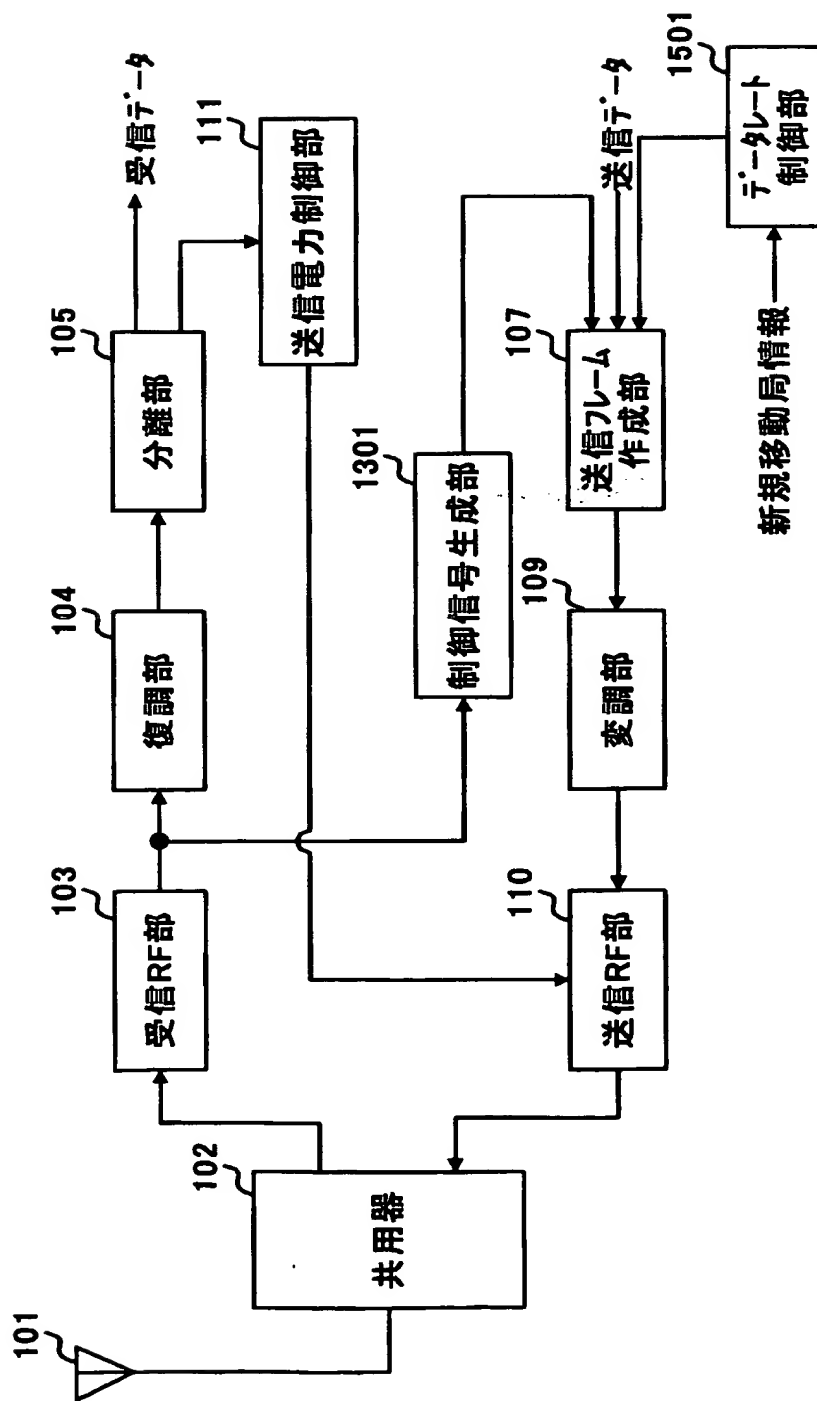 101
102
共用器
103
受信RF部
104
復調部
105
分離部
受信データ
111
送信電力制御部
1301
制御信号生成部
110
送信RF部
109
変調部
107
送信フレーム
作成部
送信データ
1501
データレート
制御部
新規移動局情報